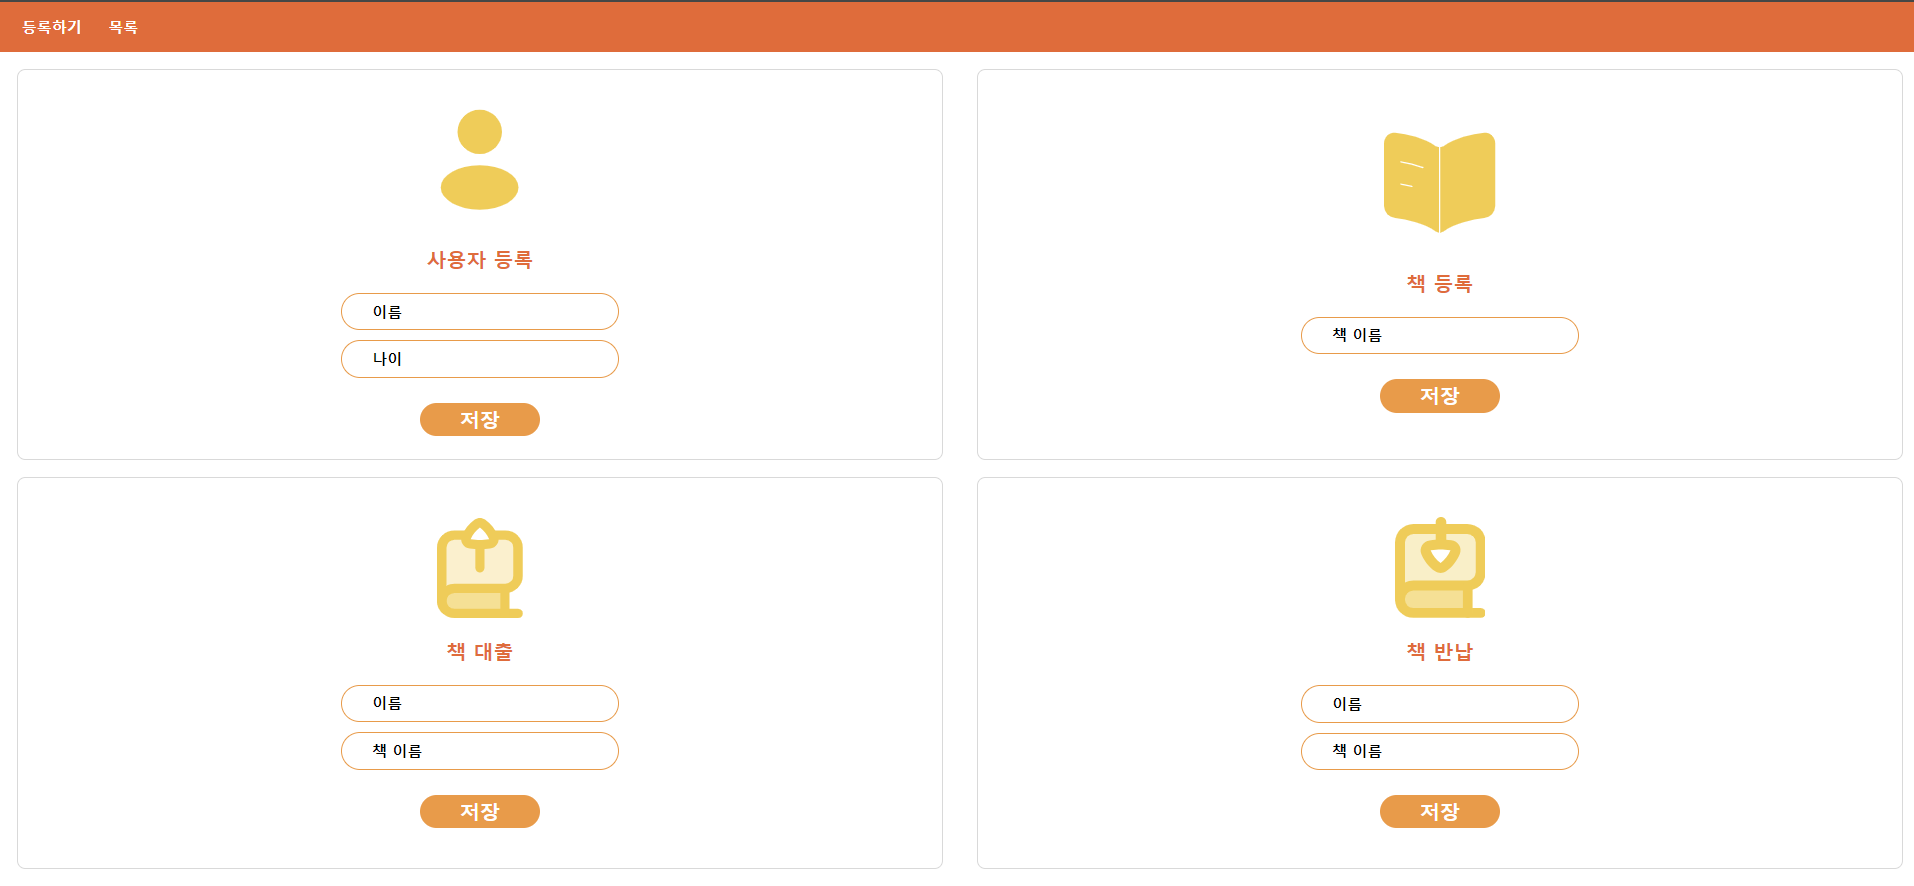 등록하기 목록
사용자 등록
이름
나이
저장
책 등록
책 이름
저장
책 대출
이름
책 이름
저장
책 반납
이름
책 이름
저장